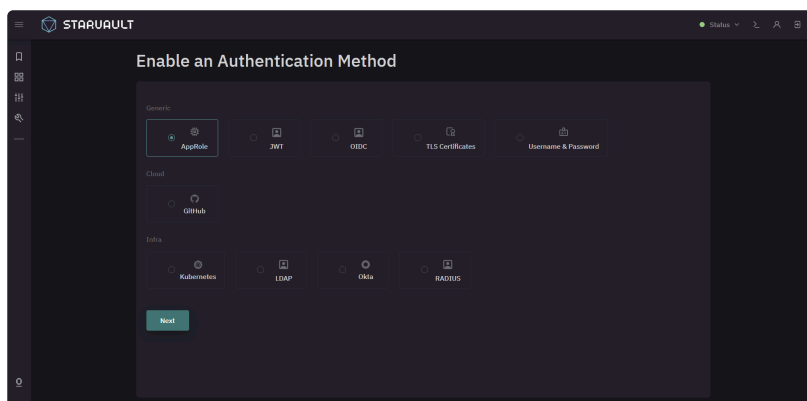 STARVAULT
Status
Enable an Authentication Method
Generic
AppRole
JWT
OIDC
TLS Certificates
Username & Password
Cloud
GitHub
Infra
Kubernetes
LDAP
Okta
RADIUS
Next